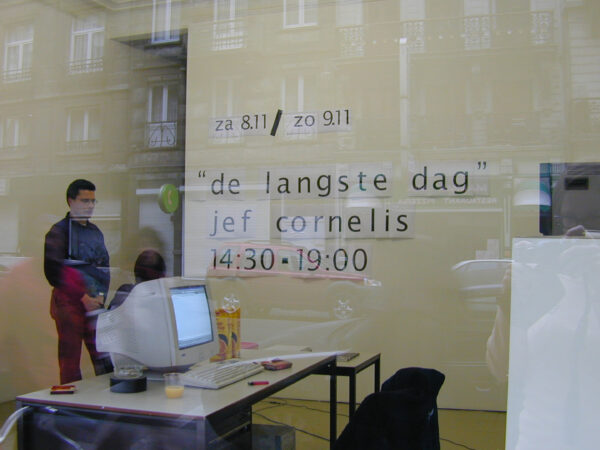 za 8.11 / zo 9.11
“de langste dag”
jef cornelis
14:30-19:00